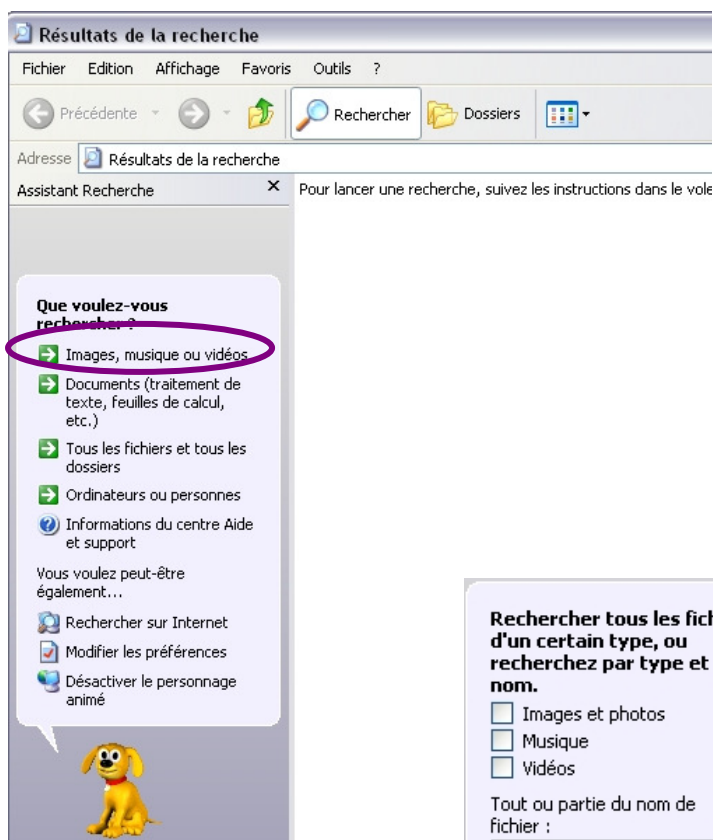 Résultats de la recherche
Fichier Edition Affichage Favoris Outils ?
Précédente Rechercher Dossiers
Adresse Résultats de la recherche
Assistant Recherche
Pour lancer une recherche, suivez les instructions dans le vole
Que voulez-vous
rechercher ?
Images, musique ou vidéos
Documents (traitement de
texte, feuilles de calcul,
etc.)
Tous les fichiers et tous les
dossiers
Ordinateurs ou personnes
Informations du centre Aide
et support
Vous voulez peut-être
également...
Rechercher sur Internet
Modifier les préférences
Désactiver le personnage
animé
Rechercher tous les fich
d'un certain type, ou
recherchez par type et
nom.
Images et photos
Musique
Vidéos
Tout ou partie du nom de
fichier :